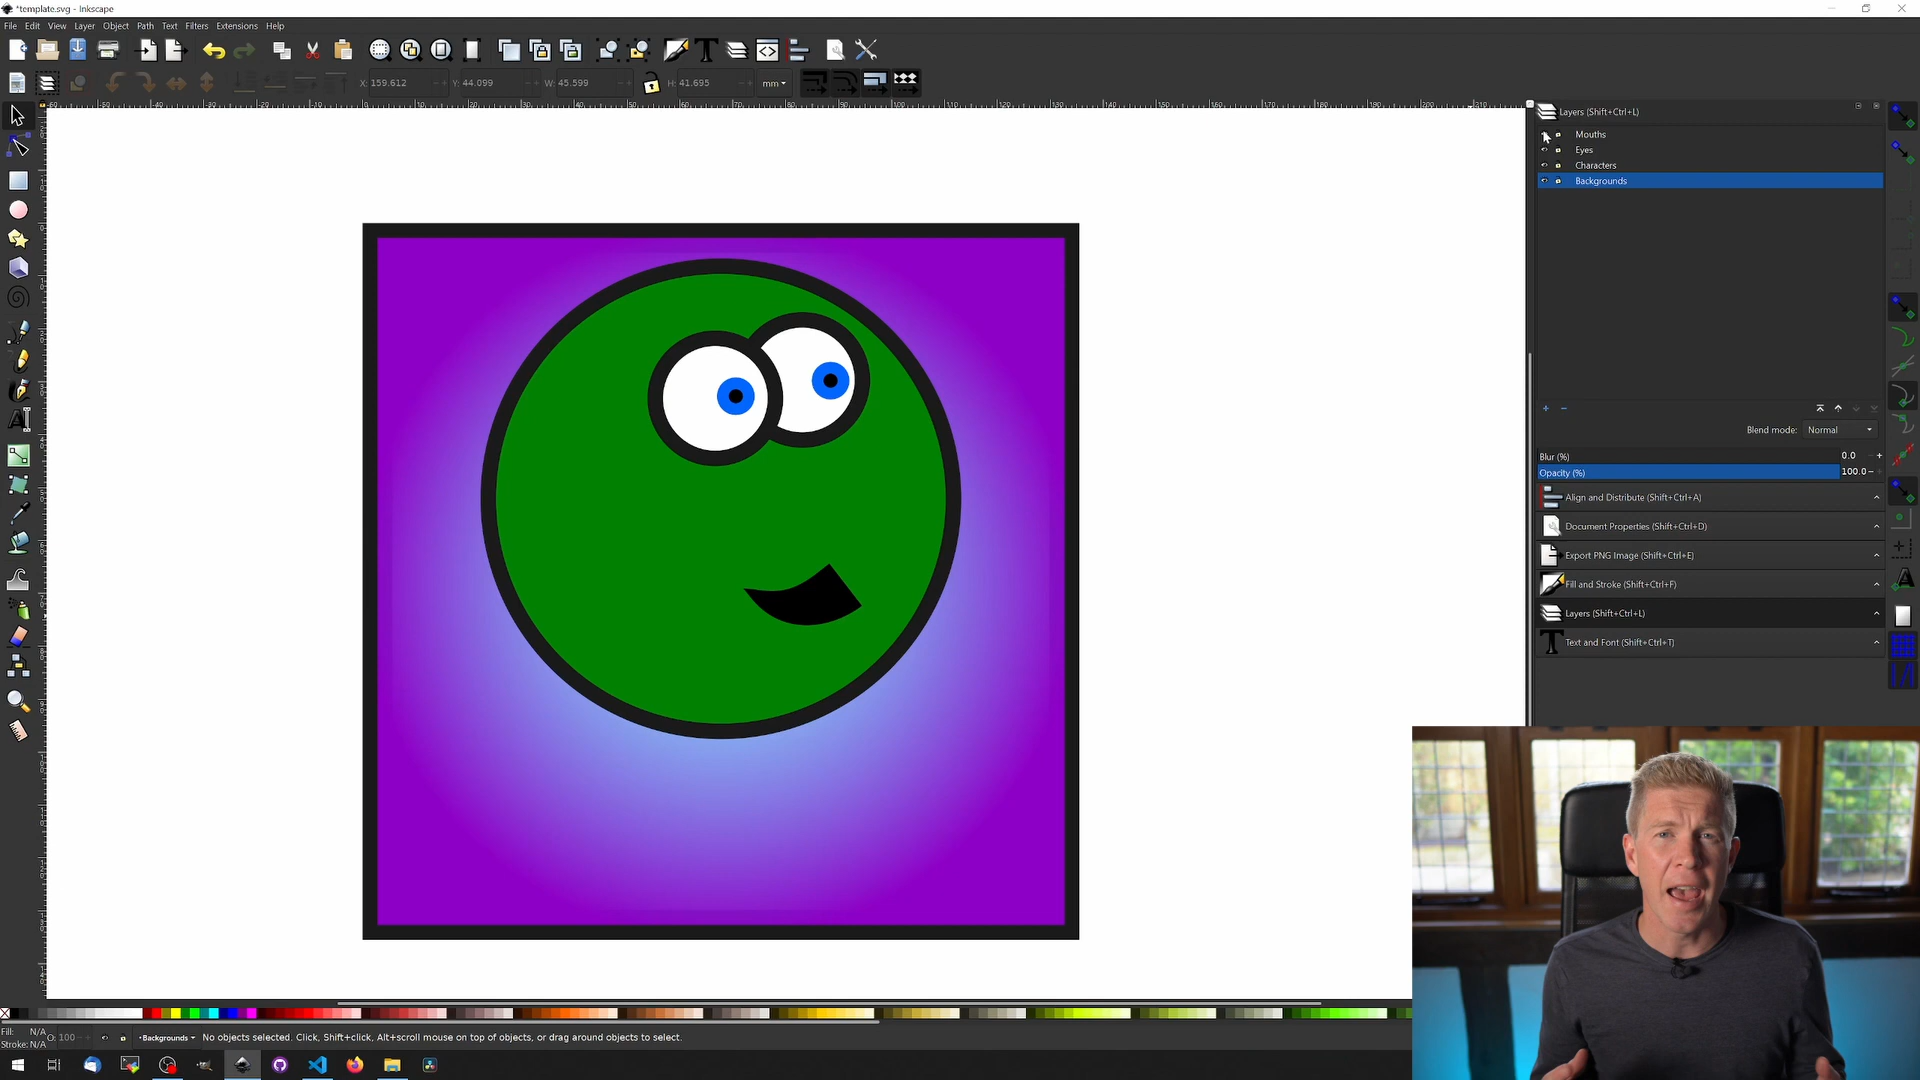 *template.svg - Inkscape
File Edit View Layer Object Path Text Filters Extensions Help
X: 159.612 Y: 44.099 W: 45.599 H: 41.695 mm
Layers (Shift+Ctrl+L)
Mouths
Eyes
Characters
Backgrounds
Blend mode: Normal
Blur (%) 0.0
Opacity (%) 100.0
Align and Distribute (Shift+Ctrl+A)
Document Properties (Shift+Ctrl+D)
Export PNG Image (Shift+Ctrl+E)
Fill and Stroke (Shift+Ctrl+F)
Layers (Shift+Ctrl+L)
Text and Font (Shift+Ctrl+T)
Fill: N/A
Stroke: N/A
O: 100
Backgrounds
No objects selected. Click, Shift+click, Alt+scroll mouse on top of objects, or drag around objects to select.